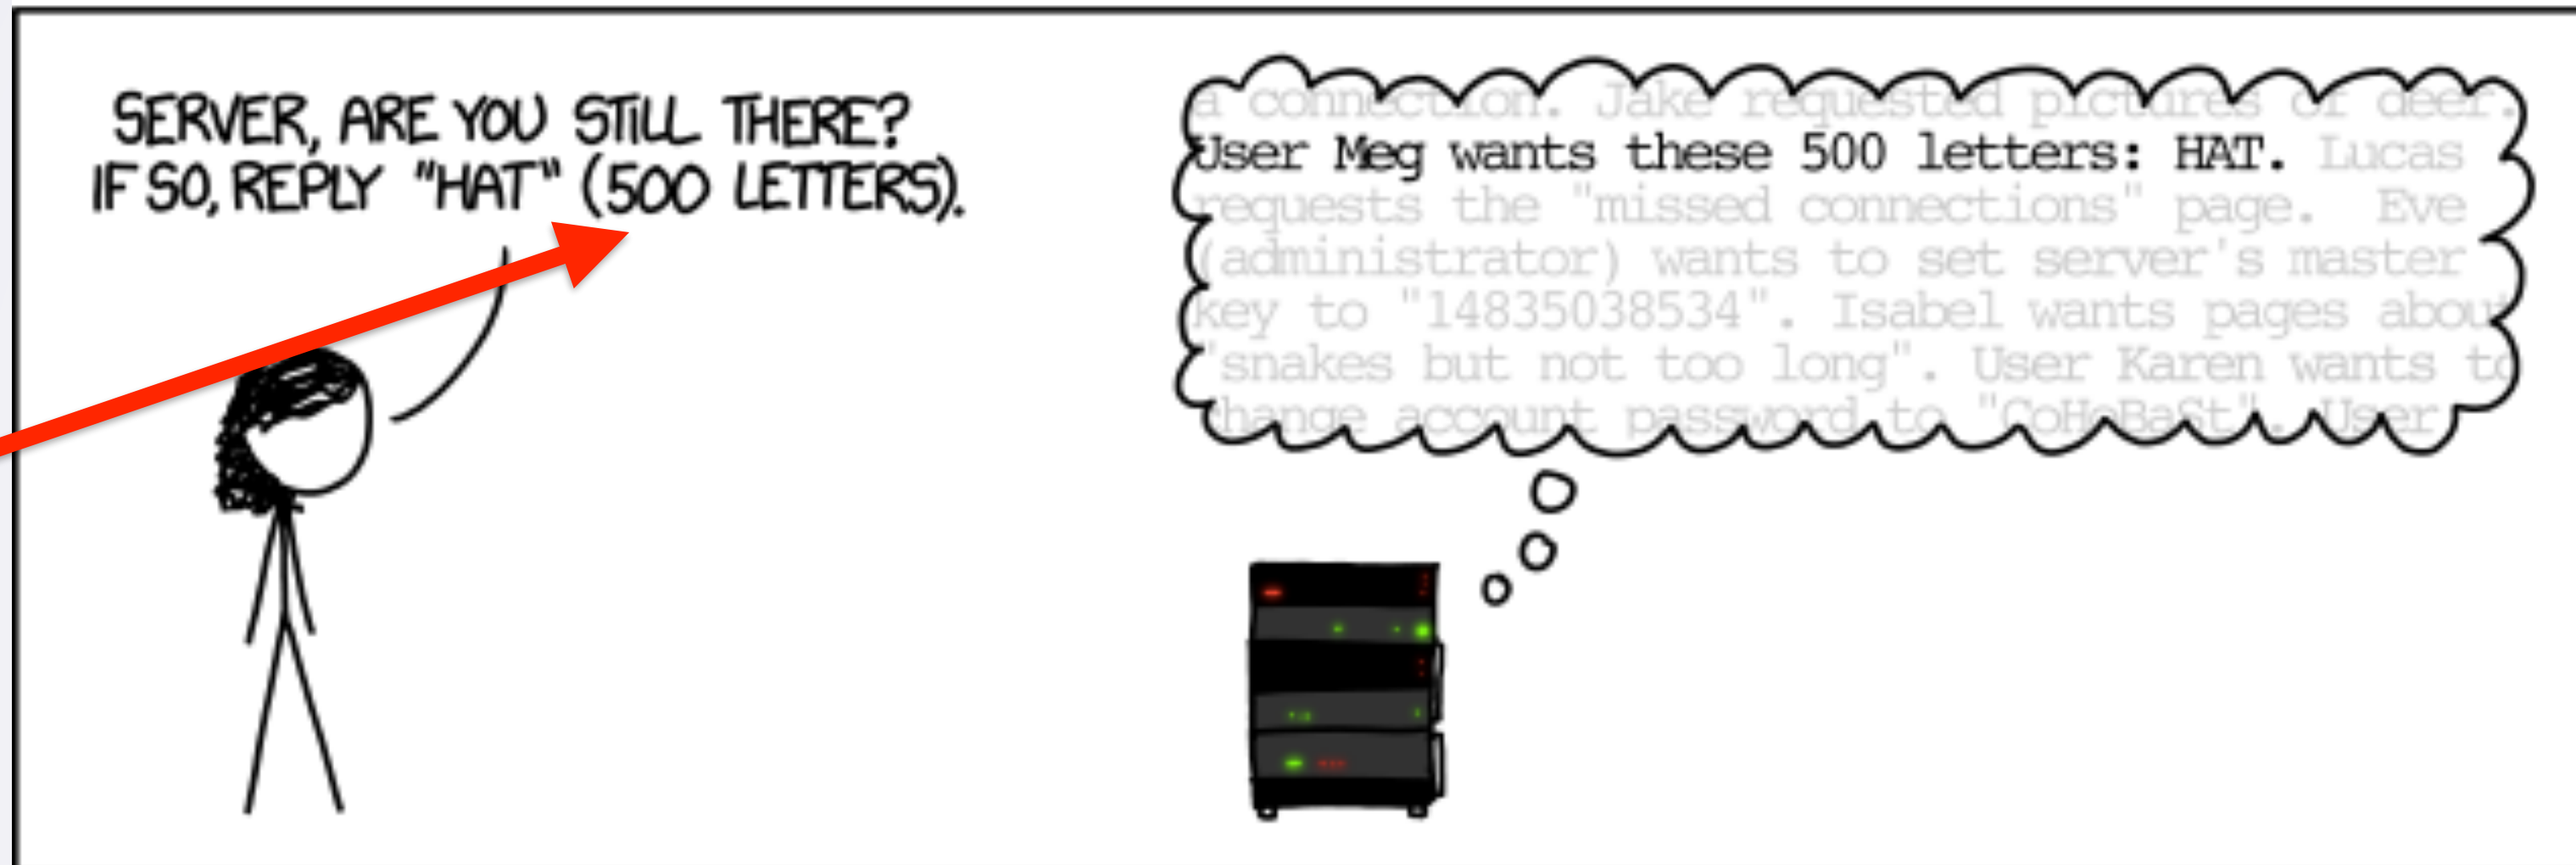 SERVER, ARE YOU STILL THERE?
IF SO, REPLY "HAT" (500 LETTERS).
a connection. Jake requested pictures of deer.
User Meg wants these 500 letters: HAT. Lucas
requests the "missed connections" page. Eve
(administrator) wants to set server's master
key to "14835038534". Isabel wants pages about
"snakes but not too long". User Karen wants to
change account password to "CoHoBaSt". User